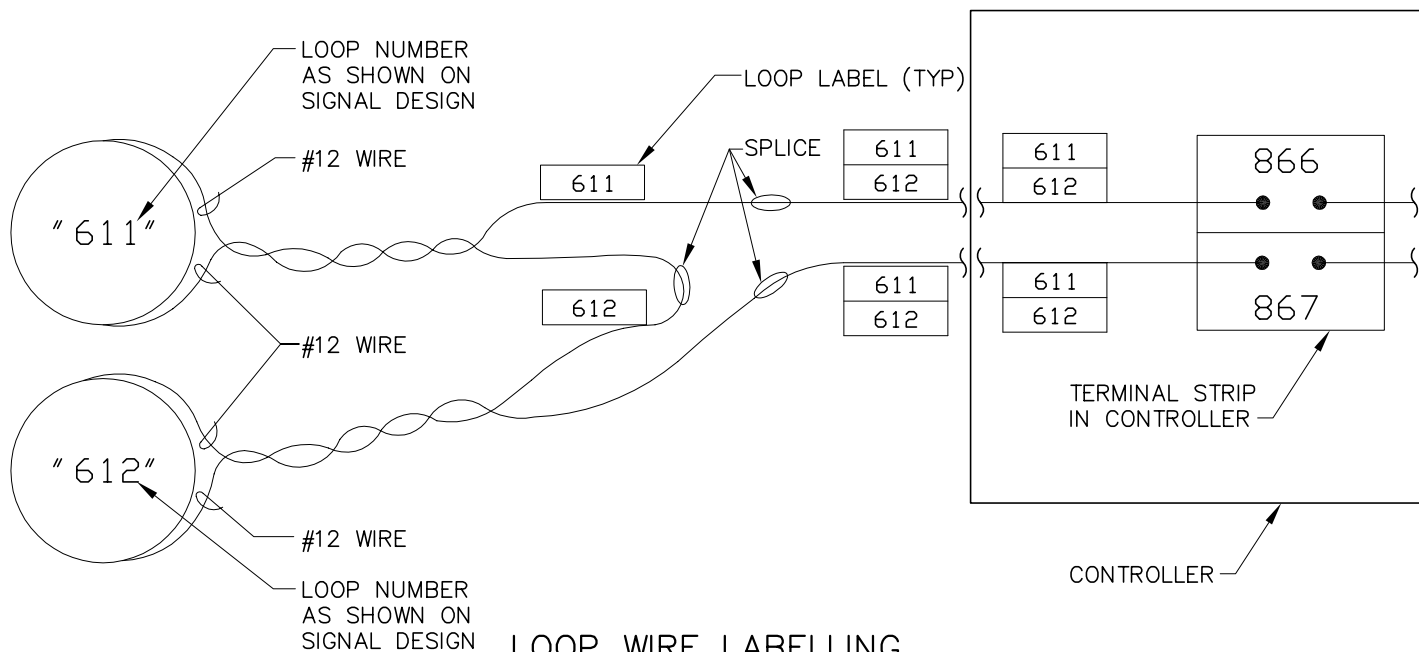 LOOP NUMBER
AS SHOWN ON
SIGNAL DESIGN
LOOP LABEL (TYP)
#12 WIRE
SPLICE
611
611
612
611
612
866
"611"
612
611
612
611
612
867
#12 WIRE
TERMINAL STRIP
IN CONTROLLER
"612"
#12 WIRE
CONTROLLER
LOOP NUMBER
AS SHOWN ON
SIGNAL DESIGN
LOOP WIRE LABELLING